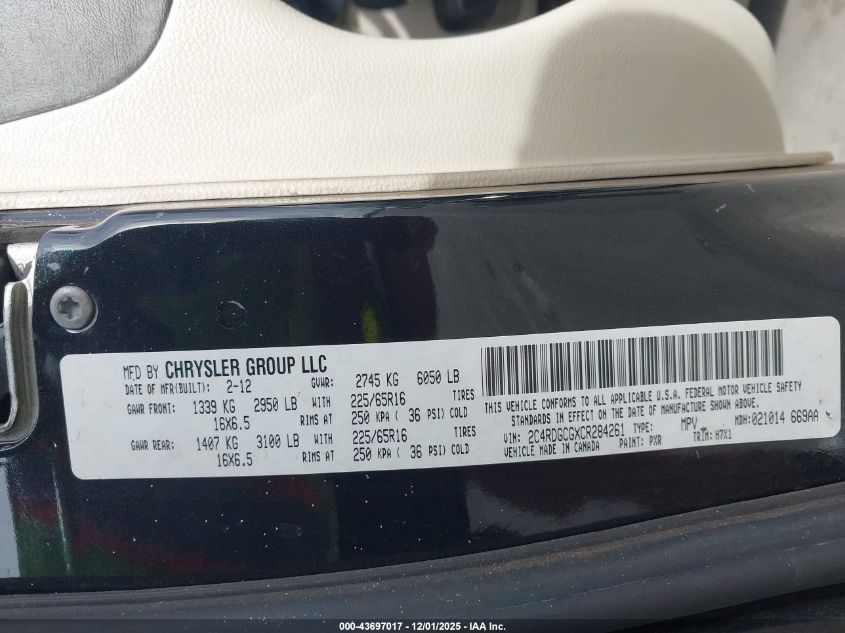 MFD BY CHRYSLER GROUP LLC
DATE OF MFR(BUILT): 2-12 GVWR: 2745 KG 6050 LB
GAWR FRONT: 1339 KG 2950 LB WITH 225/65R16 TIRES
16X6.5 RIMS AT 250 KPA ( 36 PSI) COLD
GAWR REAR: 1407 KG 3100 LB WITH 225/65R16 TIRES
16X6.5 RIMS AT 250 KPA ( 36 PSI) COLD
THIS VEHICLE CONFORMS TO ALL APPLICABLE U.S.A. FEDERAL MOTOR VEHICLE SAFETY
STANDARDS IN EFFECT ON THE DATE OF MANUFACTURE SHOWN ABOVE.
VIN: 2C4RDGCGXCR284261 TYPE: MPV MDH:021014 669AA
VEHICLE MADE IN CANADA PAINT: PXR TRIM: H7X1
000-43697017 - 12/01/2025 - IAA Inc.